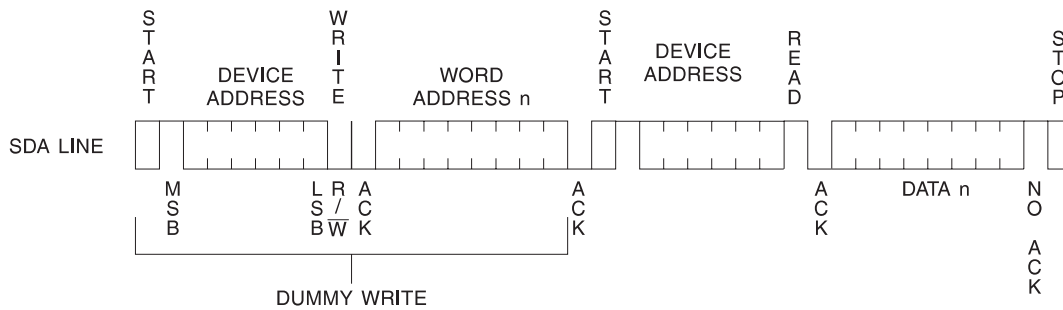 START
WRITE
START
READ
STOP
DEVICE
ADDRESS
WORD
ADDRESS n
DEVICE
ADDRESS
SDA LINE
MSB
LSB
R/W
ACK
ACK
ACK
DATA n
NO ACK
DUMMY WRITE